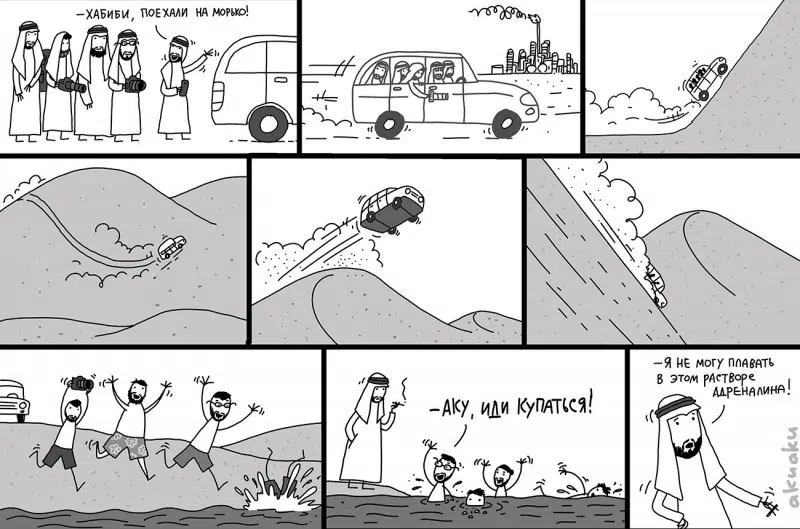 –ХАБИБИ, ПОЕХАЛИ НА МОРЬКО!
–АКУ, ИДИ КУПАТЬСЯ!
–Я НЕ МОГУ ПЛАВАТЬ
В ЭТОМ РАСТВОРЕ
АДРЕНАЛИНА!
akuaku